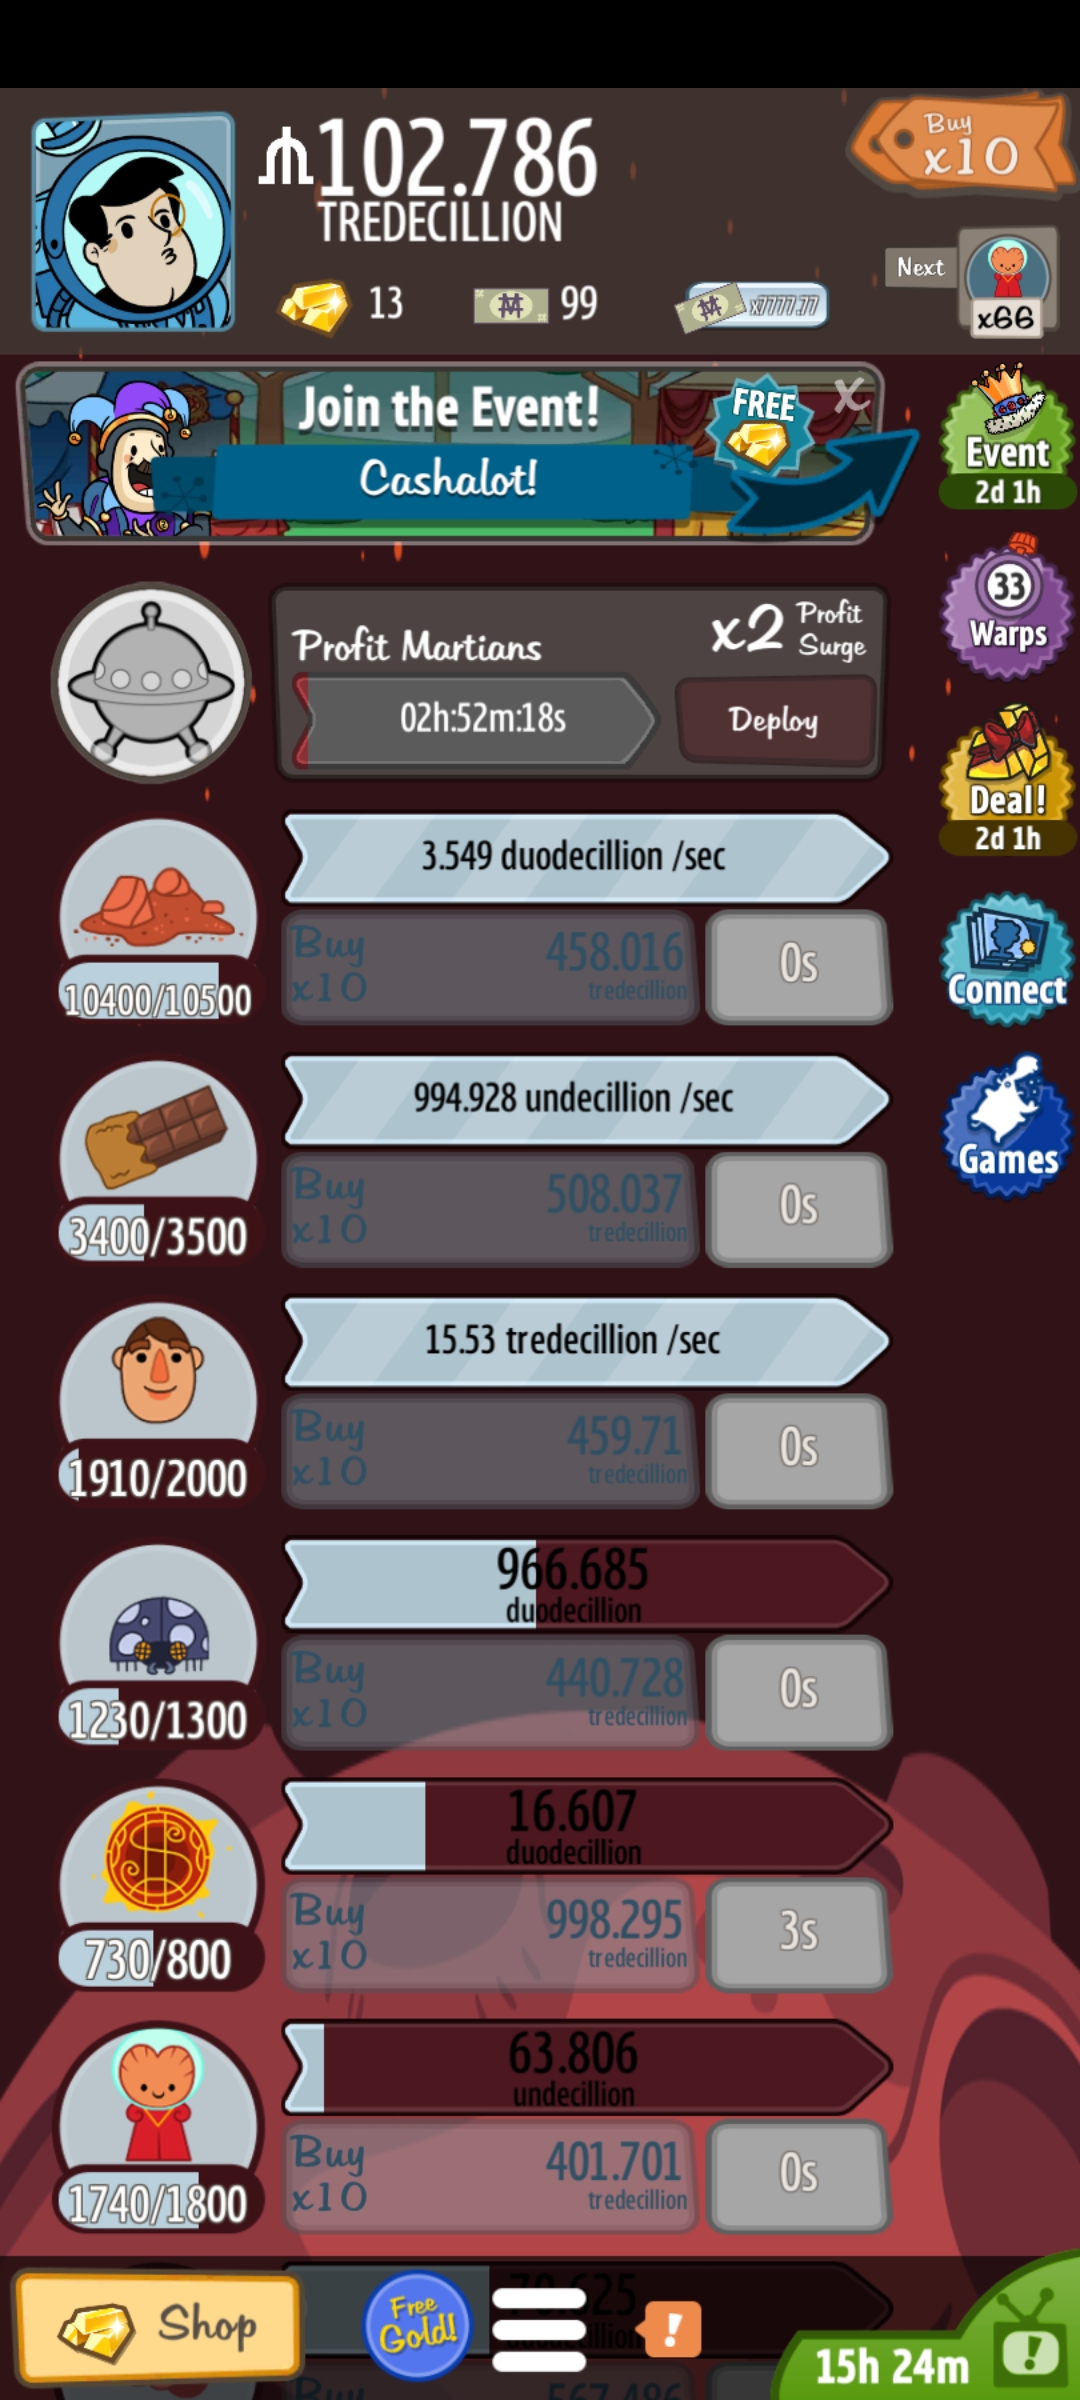 102.786
TREDECILLION
Buy
x10
13
99
x7777.77
Next
x66
Join the Event!
FREE
X
Cashalot!
Event
2d 1h
33
Warps
Profit Martians
x2 Profit Surge
02h:52m:18s
Deploy
Deal!
2d 1h
3.549 duodecillion /sec
Buy
x10
458.016
tredecillion
0s
10400/10500
Connect
994.928 undecillion /sec
Buy
x10
508.037
tredecillion
0s
3400/3500
Games
15.53 tredecillion /sec
Buy
x10
459.71
tredecillion
0s
1910/2000
966.685
duodecillion
Buy
x10
440.728
tredecillion
0s
1230/1300
16.607
duodecillion
Buy
x10
998.295
tredecillion
3s
730/800
63.806
undecillion
Buy
x10
401.701
tredecillion
0s
1740/1800
Shop
Free
Gold!
!
15h 24m
!
Buy